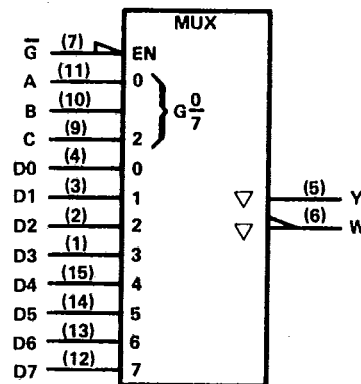 MUX
G̅ (7) EN
A (11) 0
B (10) G 0/7
C (9) 2
D0 (4) 0
D1 (3) 1 ▽ (5) Y
D2 (2) 2 ▽ (6) W
D3 (1) 3
D4 (15) 4
D5 (14) 5
D6 (13) 6
D7 (12) 7